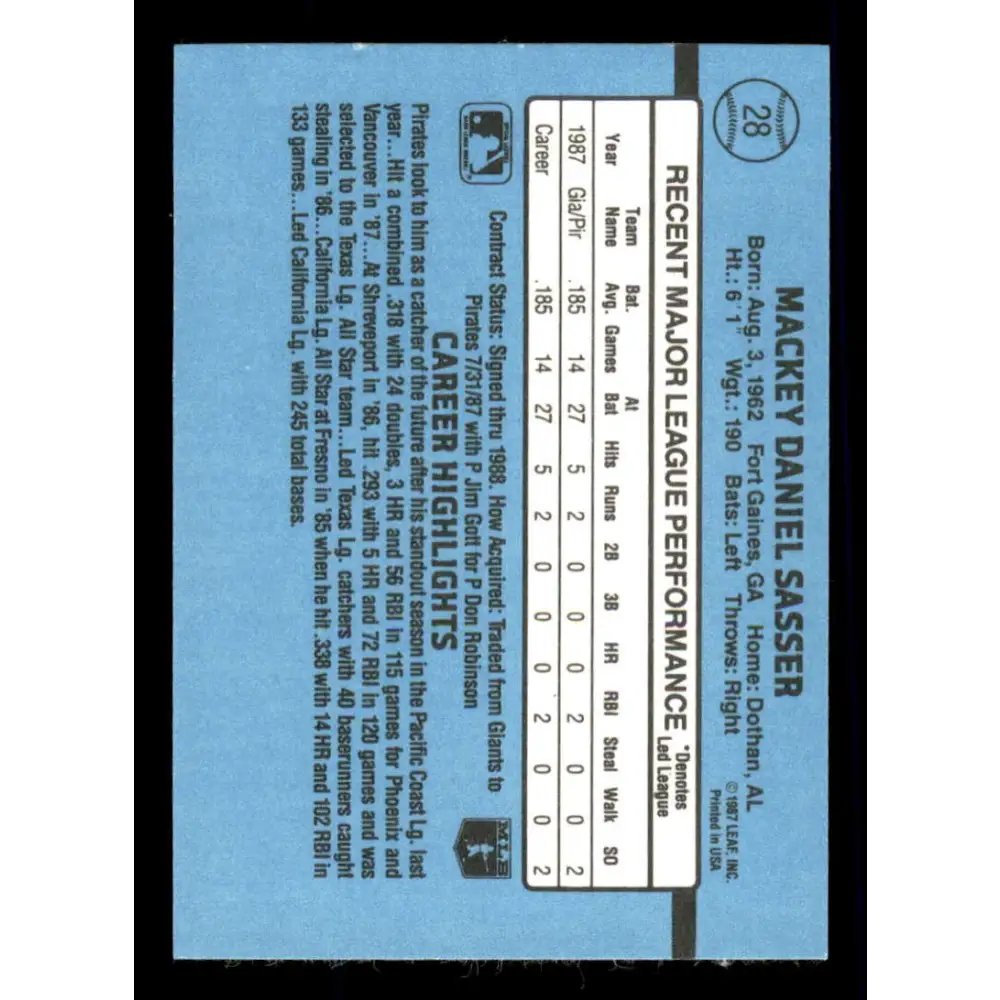 28
MACKEY DANIEL SASSER
Born: Aug. 3, 1962 Fort Gaines, GA Home: Dothan, AL
Ht.: 6'1" Wgt.: 190 Bats: Left Throws: Right
© 1987 LEAF, INC.
Printed in USA
RECENT MAJOR LEAGUE PERFORMANCE
*Denotes
Led League
Year Team Name Bat. Avg. Games At Bat Hits Runs 2B 3B HR RBI Steal Walk SO
1987 Gia/Pir .185 14 27 5 2 0 0 0 2 0 0 2
Career .185 14 27 5 2 0 0 0 2 0 0 2
Contract Status: Signed thru 1988. How Acquired: Traded from Giants to
Pirates 7/31/87 with P Jim Gott for P Don Robinson
MLB
CAREER HIGHLIGHTS
Pirates look to him as a catcher of the future after his standout season in the Pacific Coast Lg. last
year...Hit a combined .318 with 24 doubles, 3 HR and 56 RBI in 115 games for Phoenix and
Vancouver in '87...At Shreveport in '86, hit .293 with 5 HR and 72 RBI in 120 games and was
selected to the Texas Lg. All Star team...Led Texas Lg. catchers with 40 baserunners caught
stealing in '86...California Lg. All Star at Fresno in '85 when he hit .338 with 14 HR and 102 RBI in
133 games...Led California Lg. with 245 total bases.